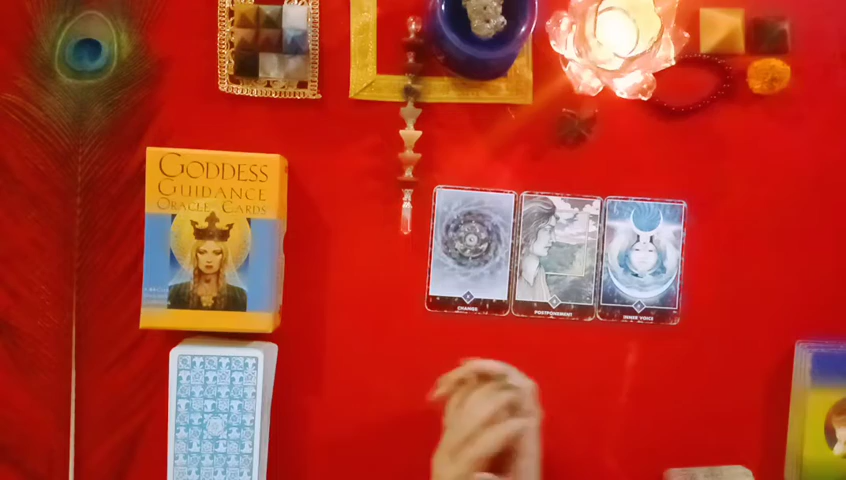 GODDESS
GUIDANCE
ORACLE CARDS
CHANGE
POSTPONEMENT
INNER VOICE